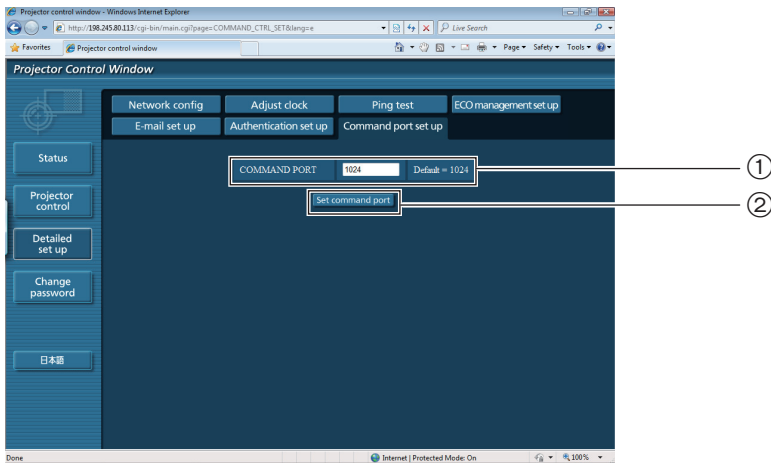 Projector control window - Windows Internet Explorer
http://198.245.80.113/cgi-bin/main.cgi?page=COMMAND_CTRL_SET&lang=e
Live Search
Favorites
Projector control window
Page
Safety
Tools
Projector Control Window
Network config
Adjust clock
Ping test
ECO management set up
E-mail set up
Authentication set up
Command port set up
Status
COMMAND PORT
1024
Default = 1024
①
Set command port
②
Projector
control
Detailed
set up
Change
password
日本語
Done
Internet | Protected Mode: On
100%